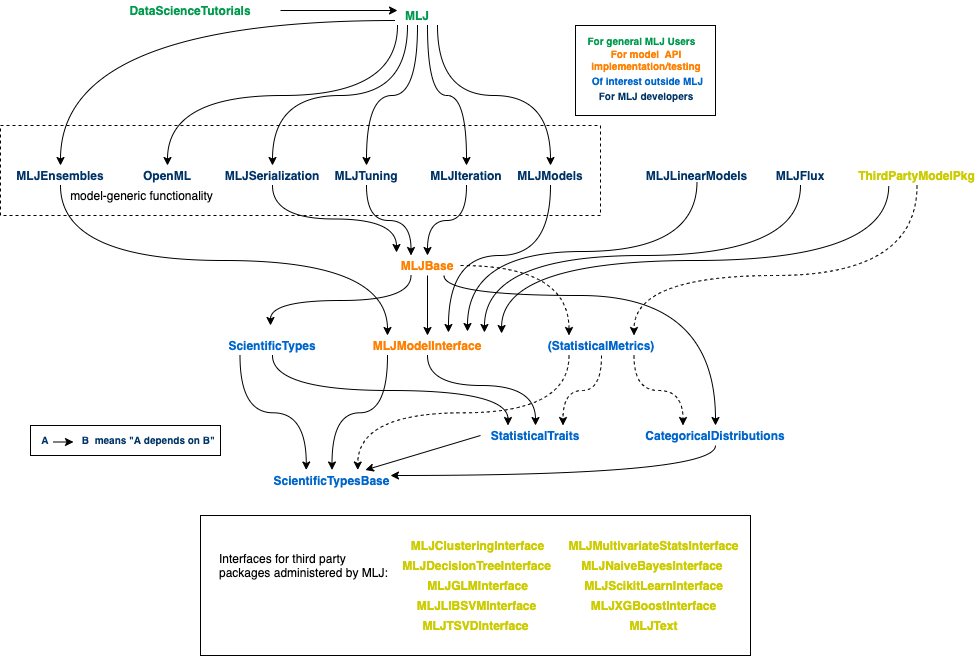 DataScienceTutorials
MLJ
For general MLJ Users
For model API
implementation/testing
Of interest outside MLJ
For MLJ developers
MLJEnsembles
OpenML
MLJSerialization
MLJTuning
MLJIteration
MLJModels
MLJLinearModels
MLJFlux
ThirdPartyModelPkg
model-generic functionality
MLJBase
ScientificTypes
MLJModelInterface
(StatisticalMetrics)
A
B means "A depends on B"
StatisticalTraits
CategoricalDistributions
ScientificTypesBase
Interfaces for third party
packages administered by MLJ:
MLJClusteringInterface
MLJMultivariateStatsInterface
MLJDecisionTreeInterface
MLJNaiveBayesInterface
MLJGLMInterface
MLJScikitLearnInterface
MLJLIBSVMInterface
MLJXGBoostInterface
MLJTSVDInterface
MLJText